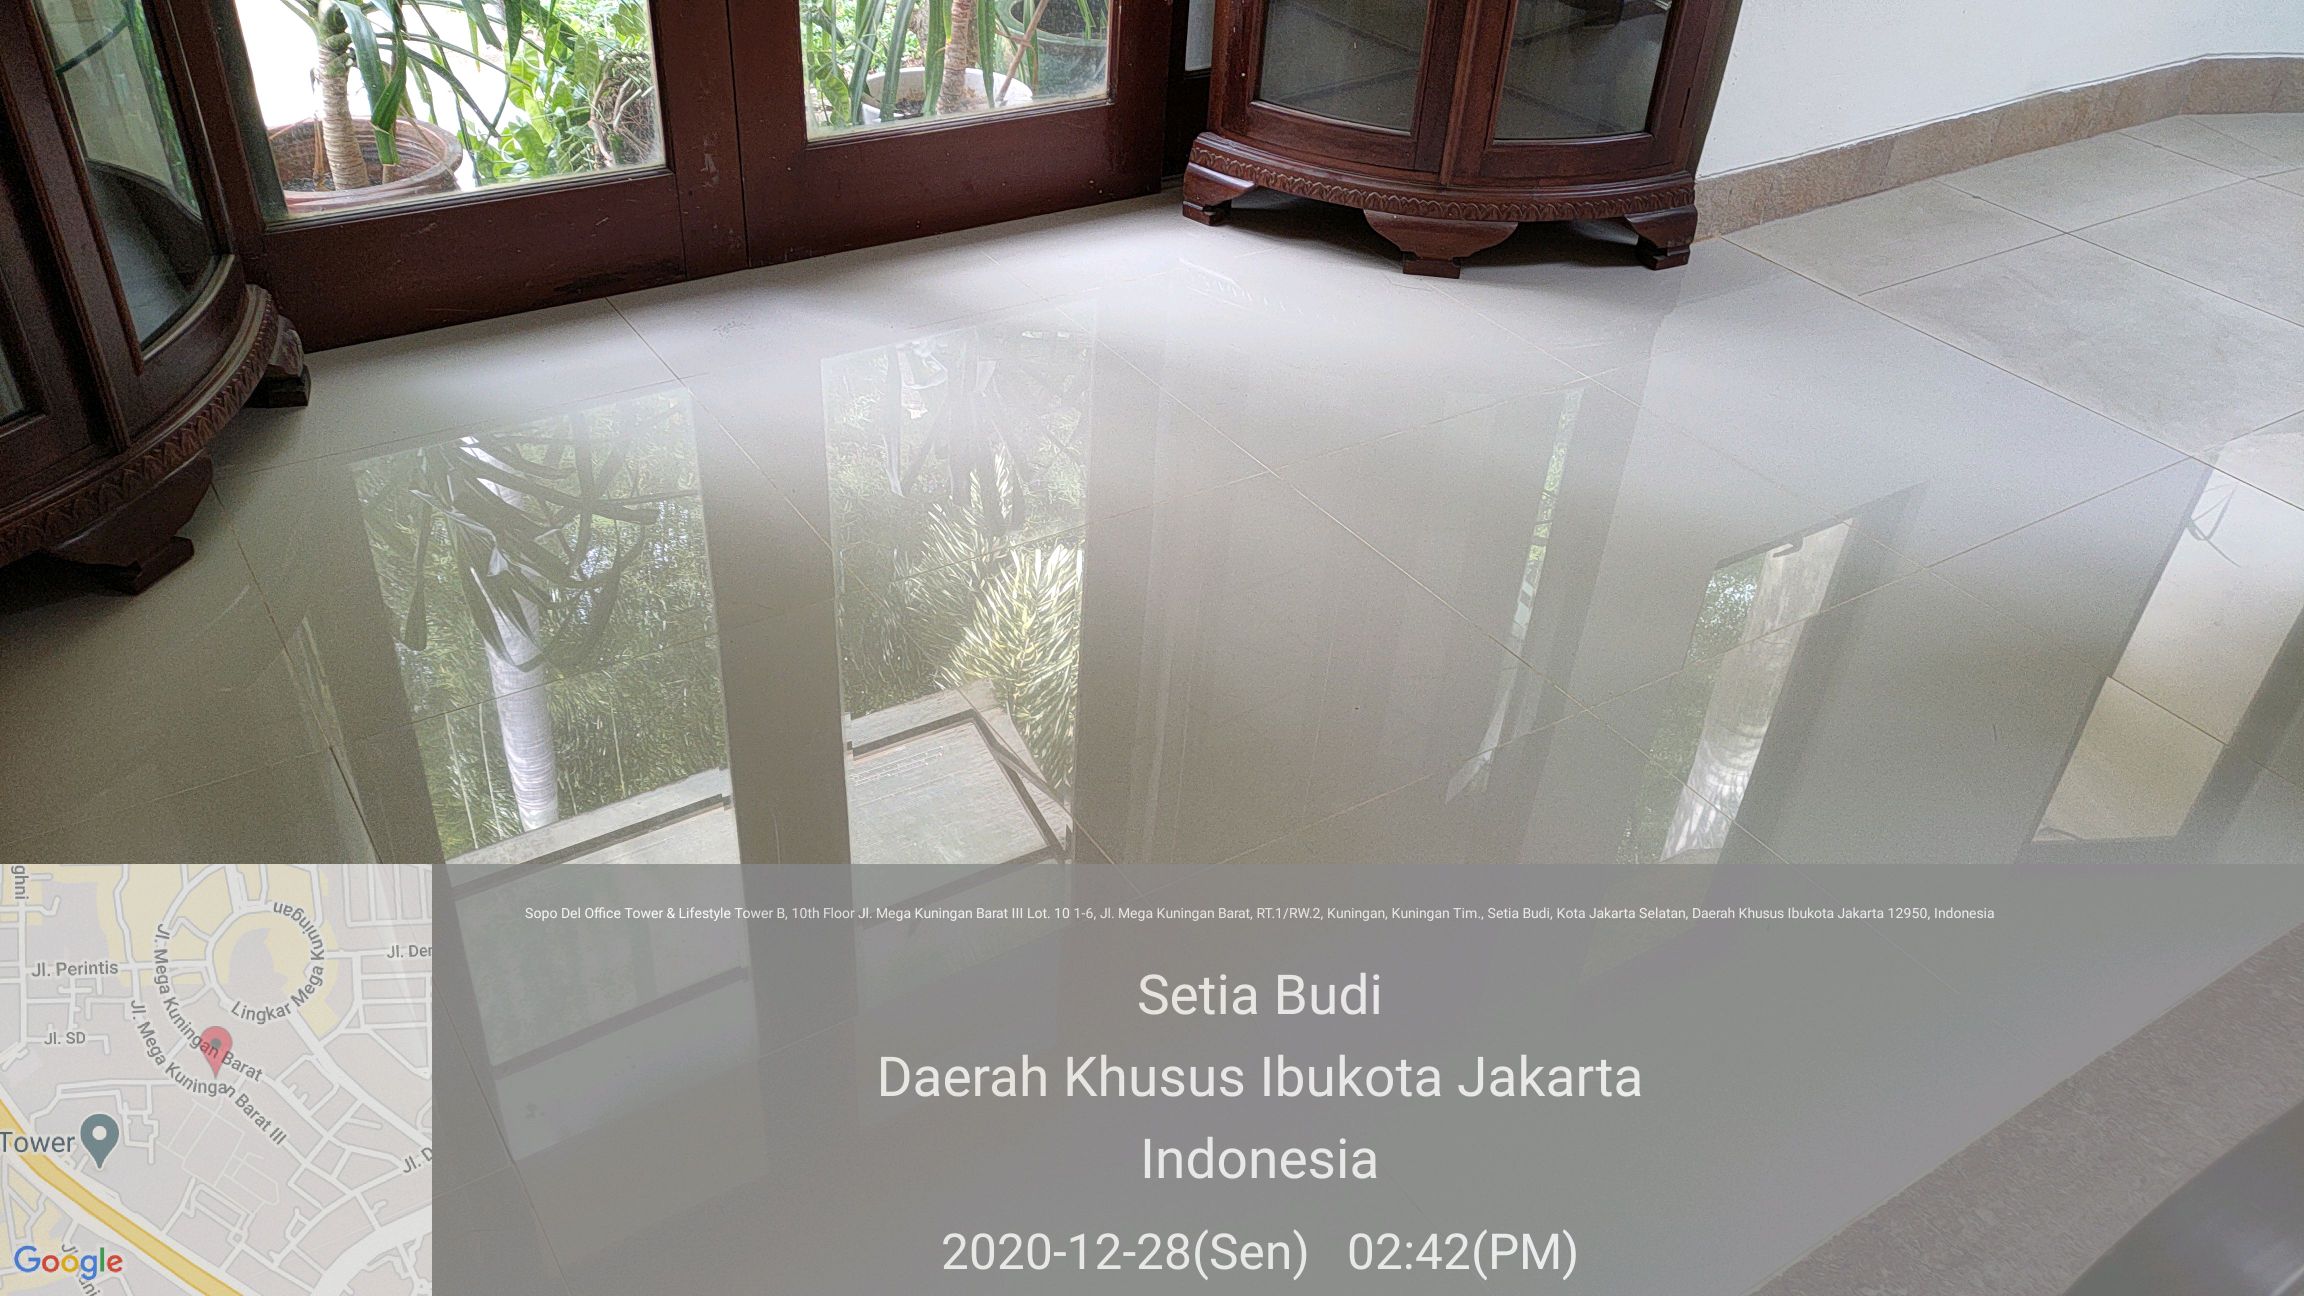 Sopo Del Office Tower & Lifestyle Tower B, 10th Floor Jl. Mega Kuningan Barat III Lot. 10 1-6, Jl. Mega Kuningan Barat, RT.1/RW.2, Kuningan, Kuningan Tim., Setia Budi, Kota Jakarta Selatan, Daerah Khusus Ibukota Jakarta 12950, Indonesia
Setia Budi
Daerah Khusus Ibukota Jakarta
Indonesia
2020-12-28(Sen) 02:42(PM)
ghni
Kuningan
Jl. Mega Kuningan Barat
Jl. Der
Jl. Perintis
Lingkar Mega
Jl. SD
Jl. Mega Kuningan Barat III
Tower
Jl. D
Google